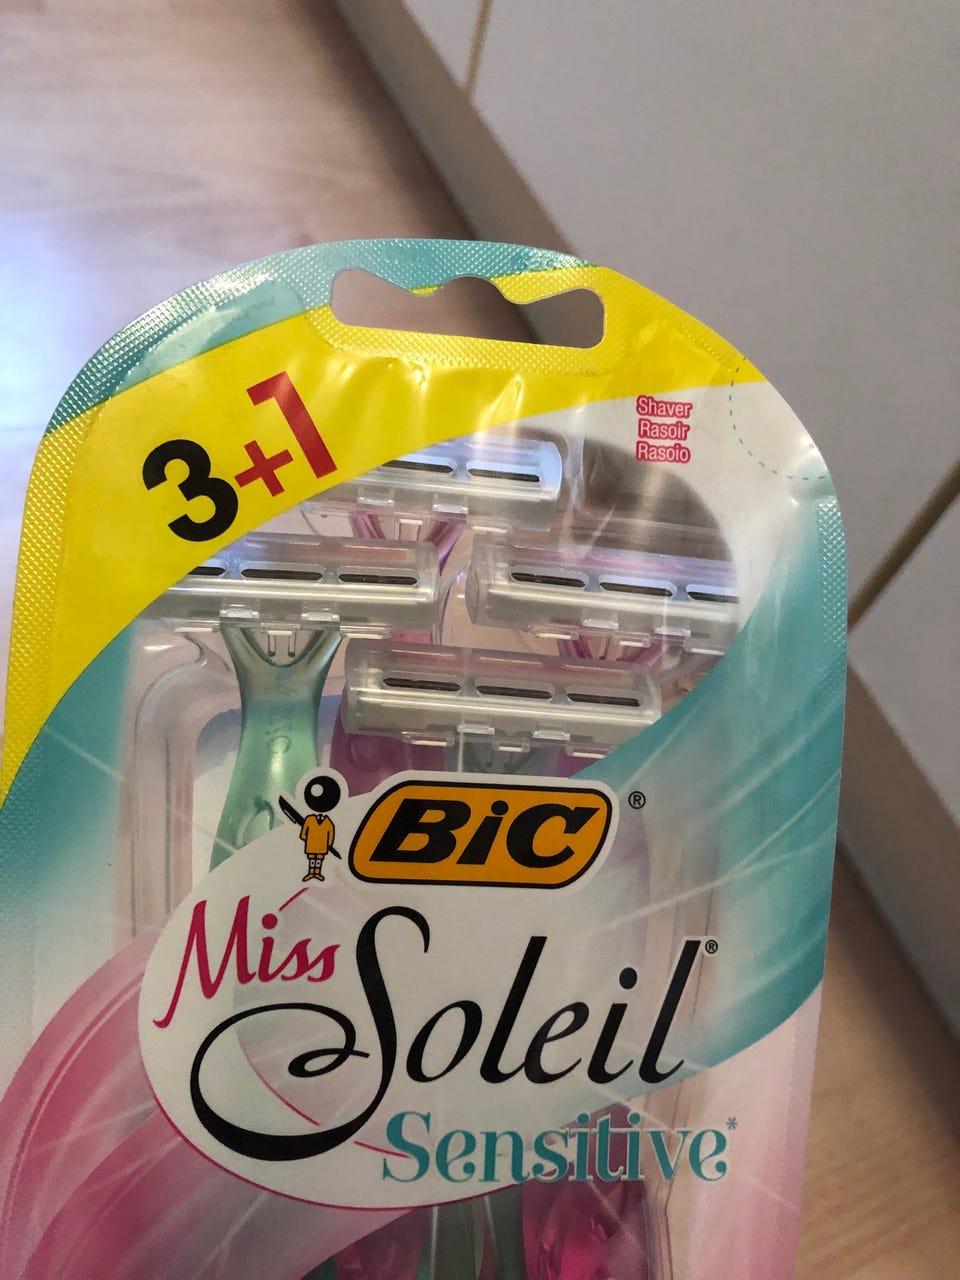 3+1
Shaver
Rasoir
Rasoio
BiC®
Miss
Soleil®
Sensitive*